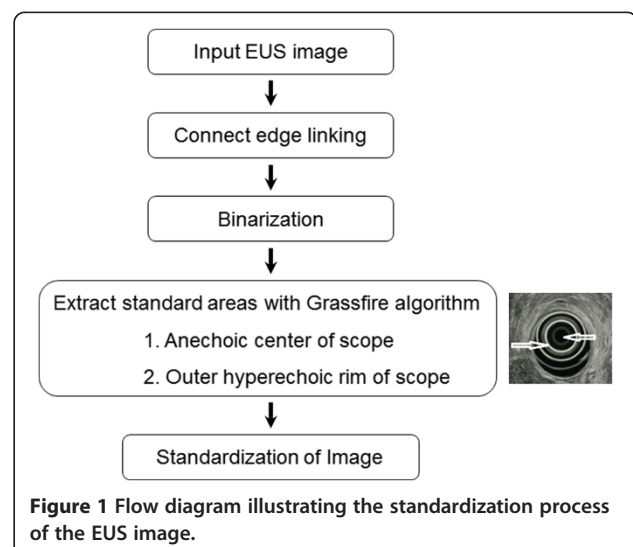 Input EUS image
Connect edge linking
Binarization
Extract standard areas with Grassfire algorithm
1. Anechoic center of scope
2. Outer hyperechoic rim of scope
Standardization of Image
Figure 1 Flow diagram illustrating the standardization process
of the EUS image.